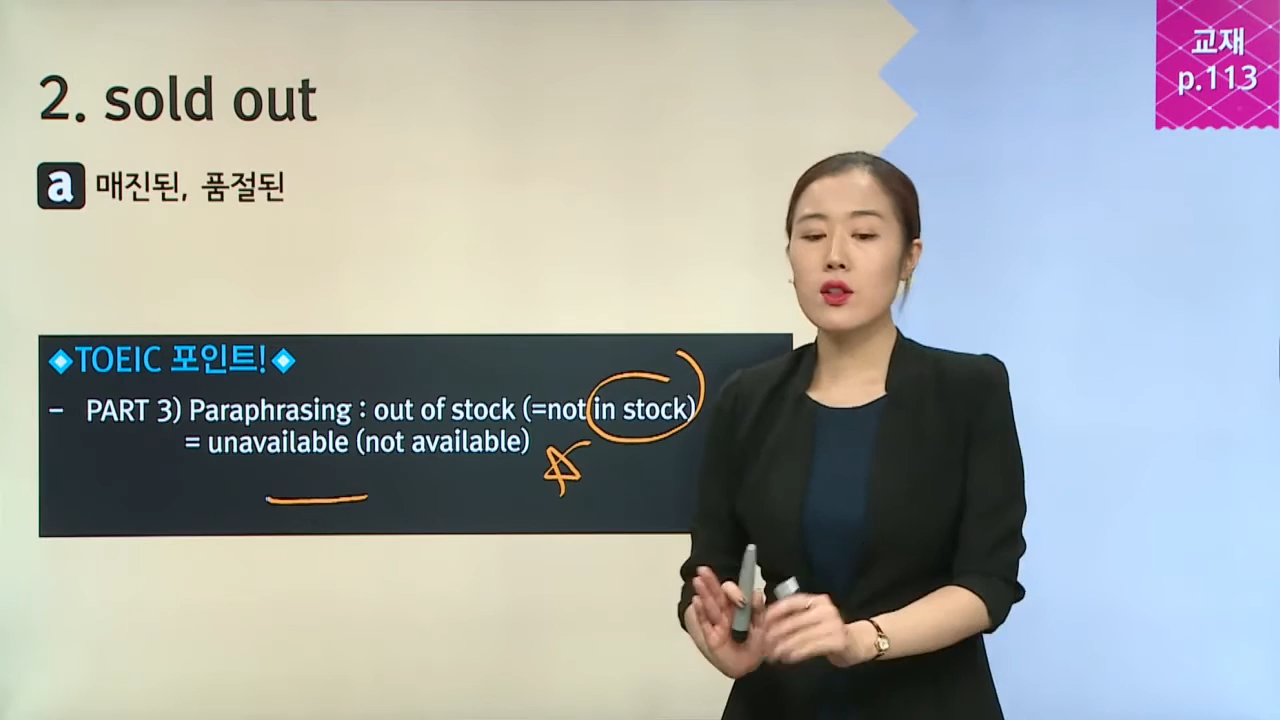 교재
p.113
2. sold out
a 매진된, 품절된
◆TOEIC 포인트!◆
- PART 3) Paraphrasing : out of stock (=not in stock)
= unavailable (not available)